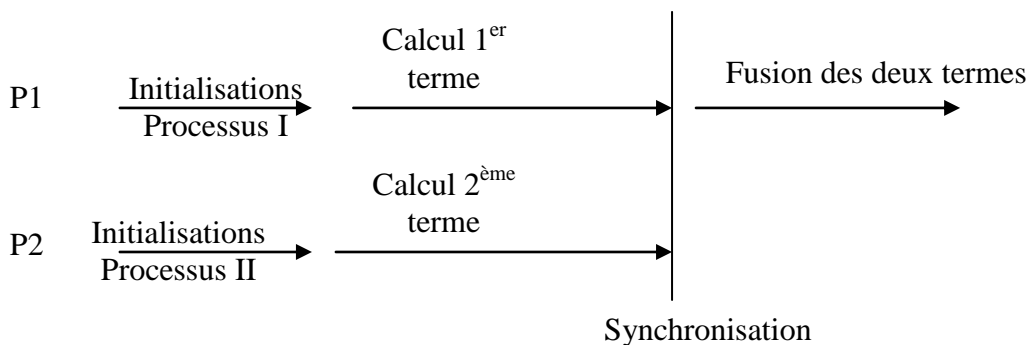 Calcul 1er
terme
Fusion des deux termes
P1
Initialisations
Processus I
Calcul 2ème
terme
P2
Initialisations
Processus II
Synchronisation